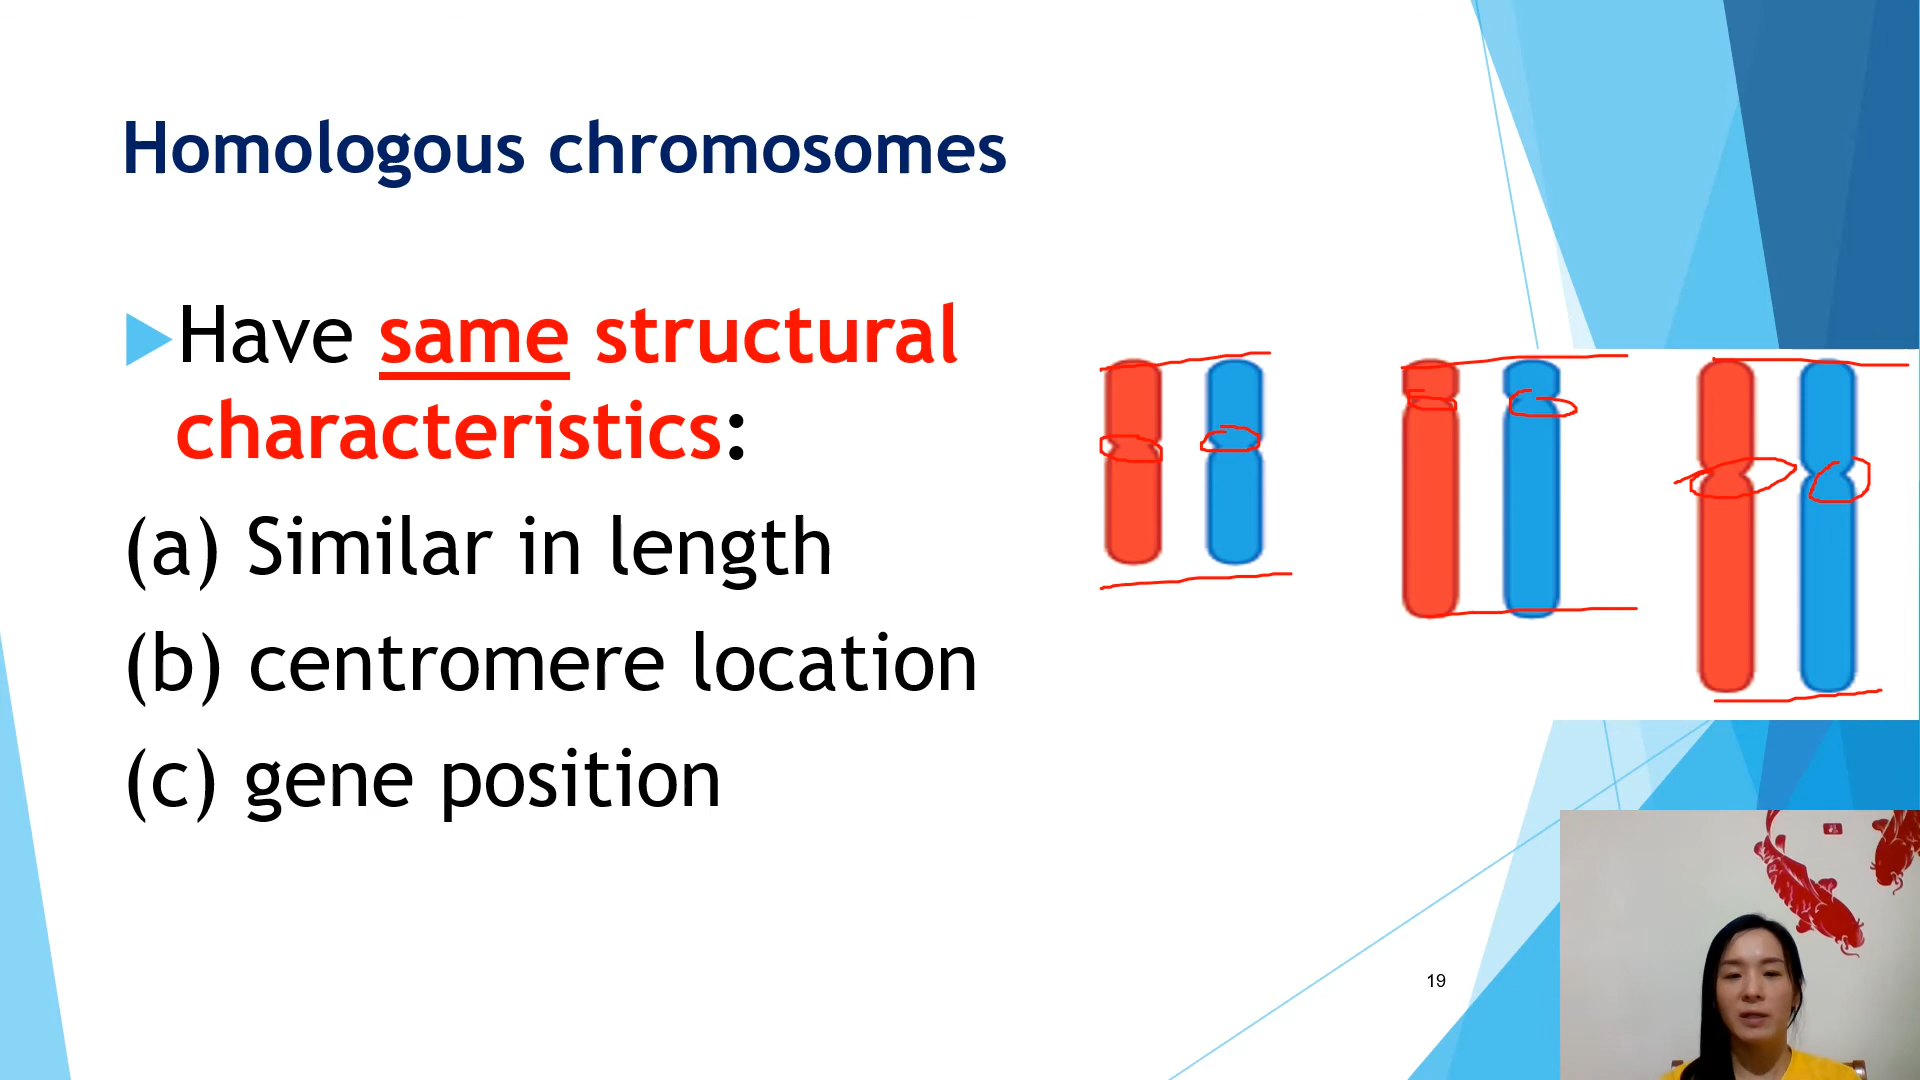 Homologous chromosomes
Have same structural
characteristics:
(a) Similar in length
(b) centromere location
(c) gene position
19